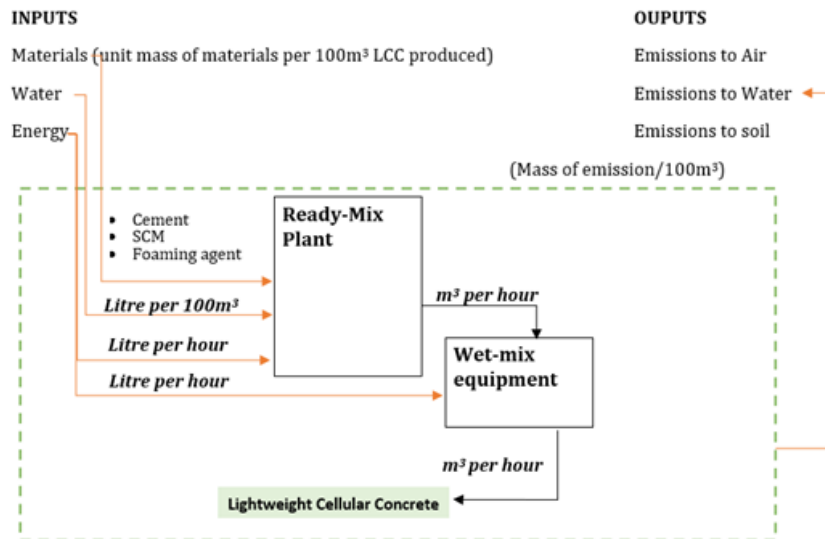 INPUTS
OUPUTS
Materials (unit mass of materials per 100m³ LCC produced)
Emissions to Air
Water
Emissions to Water
Energy
Emissions to soil
(Mass of emission/100m³)
• Cement
• SCM
• Foaming agent
Ready-Mix
Plant
Litre per 100m³
m³ per hour
Litre per hour
Litre per hour
Wet-mix
equipment
m³ per hour
Lightweight Cellular Concrete